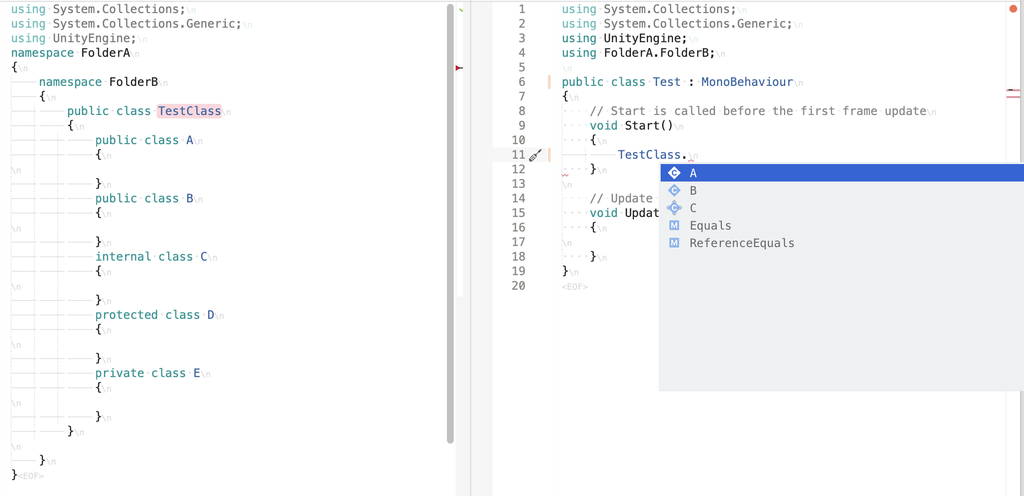 using System.Collections;\n
using System.Collections.Generic;\n
using UnityEngine;\n
namespace FolderA\n
{\n
namespace FolderB\n
{\n
public class TestClass\n
{\n
public class A\n
{\n
\n
}\n
public class B\n
{\n
\n
}\n
internal class C\n
{\n
\n
}\n
protected class D\n
{\n
\n
}\n
private class E\n
{\n
\n
}\n
}\n
\n
}\n
}<EOF>
1 using System.Collections;\n
2 using System.Collections.Generic;\n
3 using UnityEngine;\n
4 using FolderA.FolderB;\n
5 \n
6 public class Test : MonoBehaviour\n
7 {\n
8 // Start is called before the first frame update\n
9 void Start()\n
10 {\n
11 TestClass.\n
12 }\n
13 \n
14 // Update
15 void Updat
16 {\n
17 \n
18 }\n
19 }\n
20 <EOF>
A
B
C
Equals
ReferenceEquals